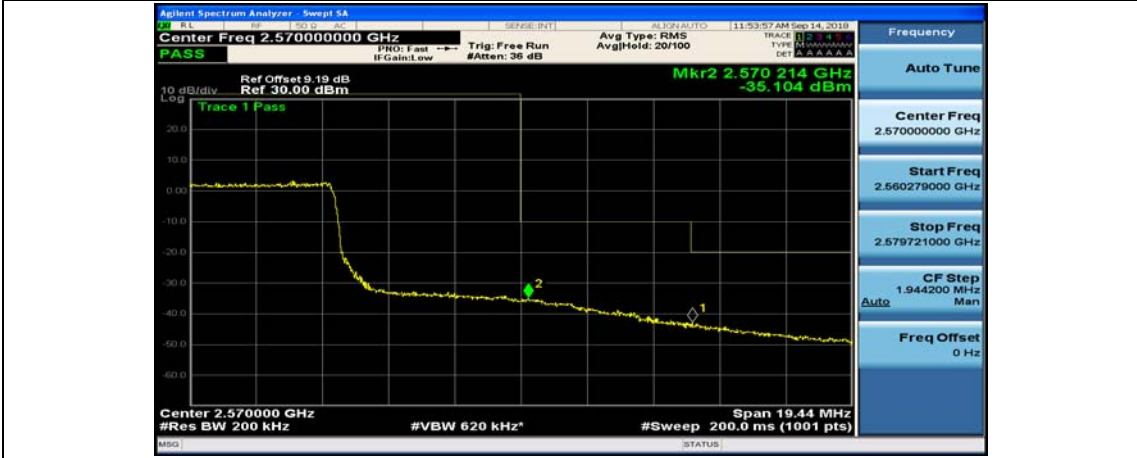 Agilent Spectrum Analyzer - Swept SA
RL RF 50 Ω AC SENSE:INT ALIGNAUTO 11:53:57 AM Sep 14, 2018
Center Freq 2.570000000 GHz
PASS
PNO: Fast
IFGain:Low
Trig: Free Run
#Atten: 36 dB
Avg Type: RMS
Avg|Hold: 20/100
TRACE 1 2 3 4 5 6
TYPE M
DET A A A A A A
Ref Offset 9.19 dB
10 dB/div Ref 30.00 dBm
Log
Mkr2 2.570 214 GHz
-35.104 dBm
Trace 1 Pass
20.0
10.0
0.00
-10.0
-20.0
-30.0
-40.0
-50.0
-60.0
2
1
Center 2.570000 GHz Span 19.44 MHz
#Res BW 200 kHz #VBW 620 kHz* #Sweep 200.0 ms (1001 pts)
MSG STATUS
Frequency
Auto Tune
Center Freq
2.570000000 GHz
Start Freq
2.560279000 GHz
Stop Freq
2.579721000 GHz
CF Step
1.944200 MHz
Auto Man
Freq Offset
0 Hz